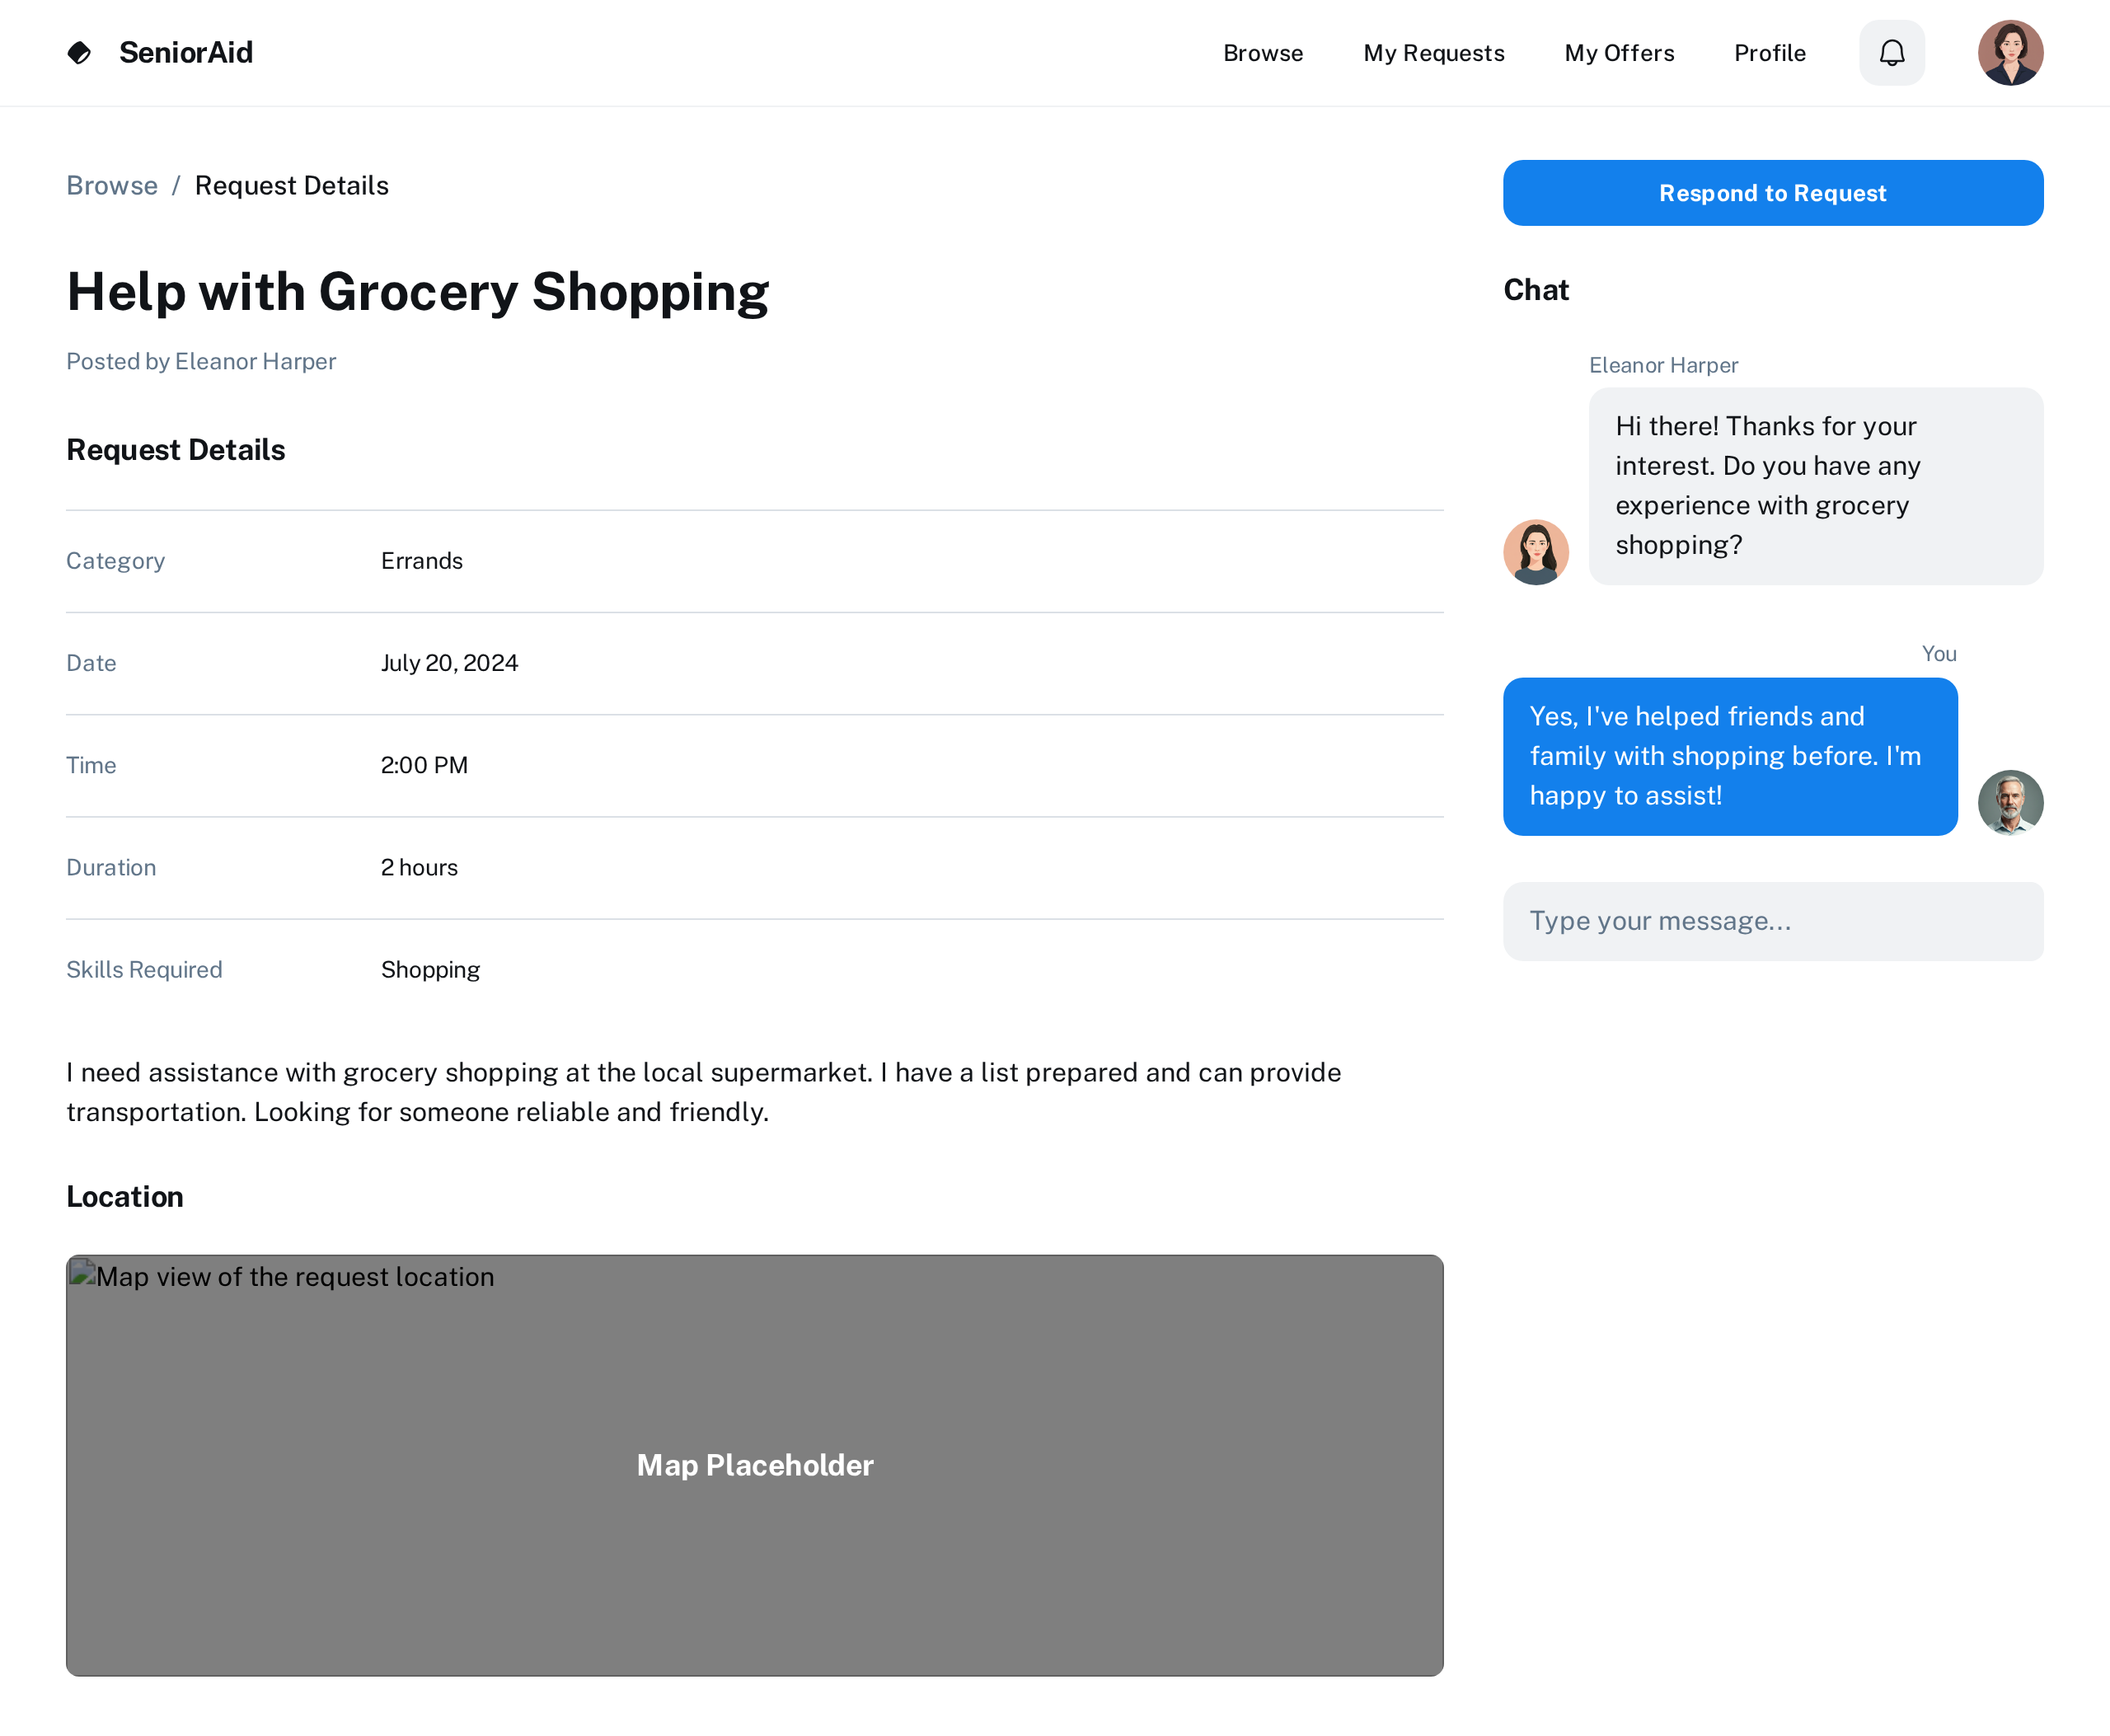 SeniorAid
Browse
My Requests
My Offers
Profile
Browse / Request Details
Help with Grocery Shopping
Posted by Eleanor Harper
Request Details
Category Errands
Date July 20, 2024
Time 2:00 PM
Duration 2 hours
Skills Required Shopping
I need assistance with grocery shopping at the local supermarket. I have a list prepared and can provide
transportation. Looking for someone reliable and friendly.
Location
Map view of the request location
Map Placeholder
Respond to Request
Chat
Eleanor Harper
Hi there! Thanks for your
interest. Do you have any
experience with grocery
shopping?
You
Yes, I've helped friends and
family with shopping before. I'm
happy to assist!
Type your message...